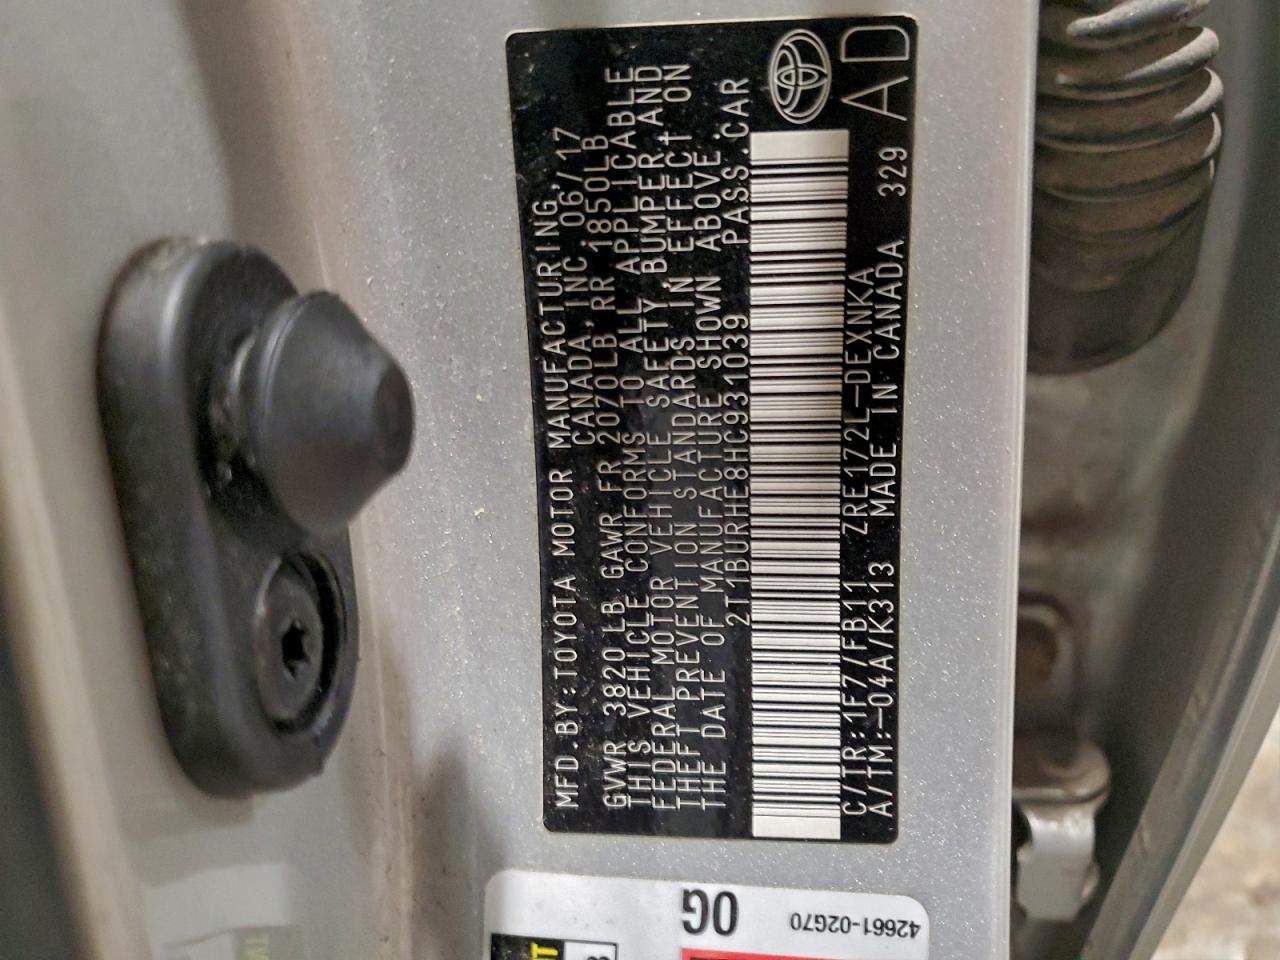 MFD.BY:TOYOTA MOTOR MANUFACTURING,
CANADA, INC. 06/17
GVWR 3820LB GAWR FR 2070LB, RR 1850LB
THIS VEHICLE CONFORMS TO ALL APPLICABLE
FEDERAL MOTOR VEHICLE SAFETY, BUMPER, AND
THEFT PREVENTION STANDARDS IN EFFECT ON
THE DATE OF MANUFACTURE SHOWN ABOVE.
2T1BURHE8HC931039 PASS.CAR
C/TR:1F7/FB11 ZRE172L-DEXNKA
A/TM:-04A/K313 MADE IN CANADA 329
AD
0G
42661-02G70